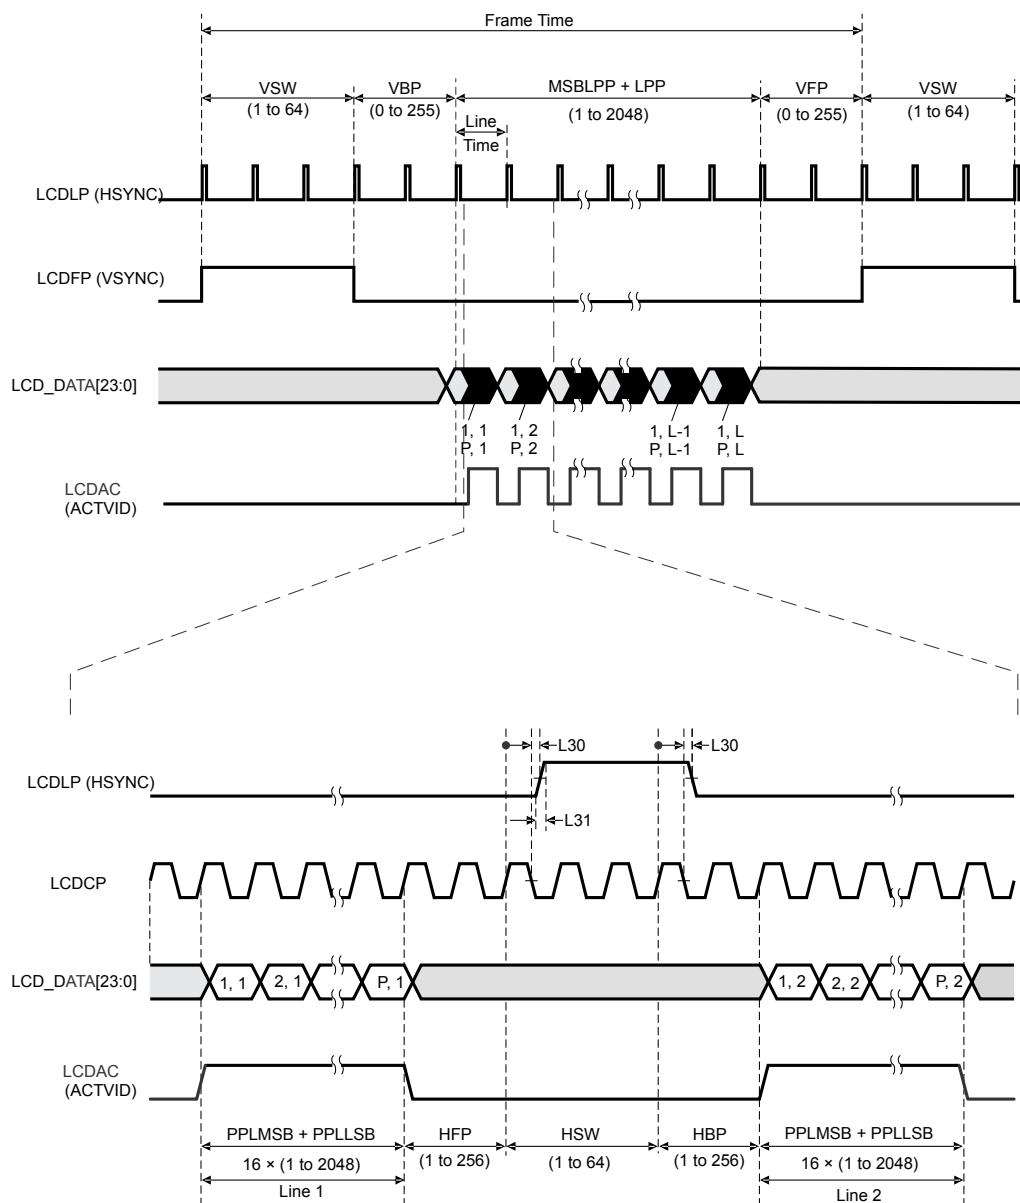 Frame Time
VSW
(1 to 64)
VBP
(0 to 255)
MSBLPP + LPP
(1 to 2048)
VFP
(0 to 255)
VSW
(1 to 64)
Line
Time
LCDLP (HSYNC)
LCDFP (VSYNC)
LCD_DATA[23:0]
1, 1
P, 1
1, 2
P, 2
1, L-1
P, L-1
1, L
P, L
LCDAC
(ACTVID)
L30
L30
LCDLP (HSYNC)
L31
LCDCP
LCD_DATA[23:0]
1, 1
2, 1
P, 1
1, 2
2, 2
P, 2
LCDAC
(ACTVID)
PPLMSB + PPLLSB
16 × (1 to 2048)
Line 1
HFP
(1 to 256)
HSW
(1 to 64)
HBP
(1 to 256)
PPLMSB + PPLLSB
16 × (1 to 2048)
Line 2